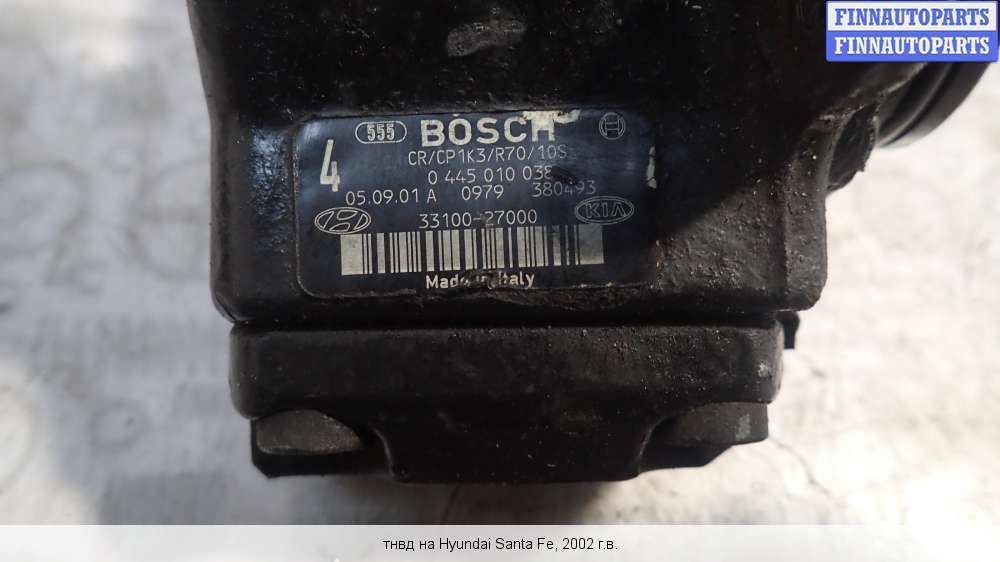 FINNAUTOPARTS
FINNAUTOPARTS
555 BOSCH
4
CR/CP1K3/R70/10S
0 445 010 038
05.09.01 A 0979 380493
33100-27000 KIA
Made in Italy
тнвд на Hyundai Santa Fe, 2002 г.в.